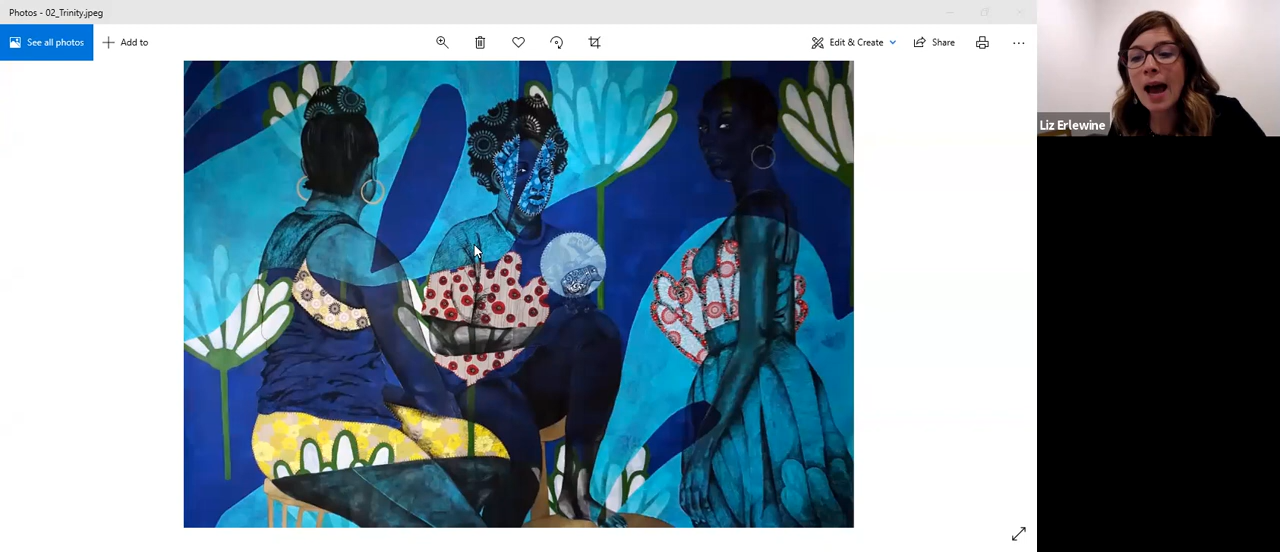 Photos - 02_Trinity.jpeg
See all photos
Add to
Edit & Create
Share
Liz Erlewine